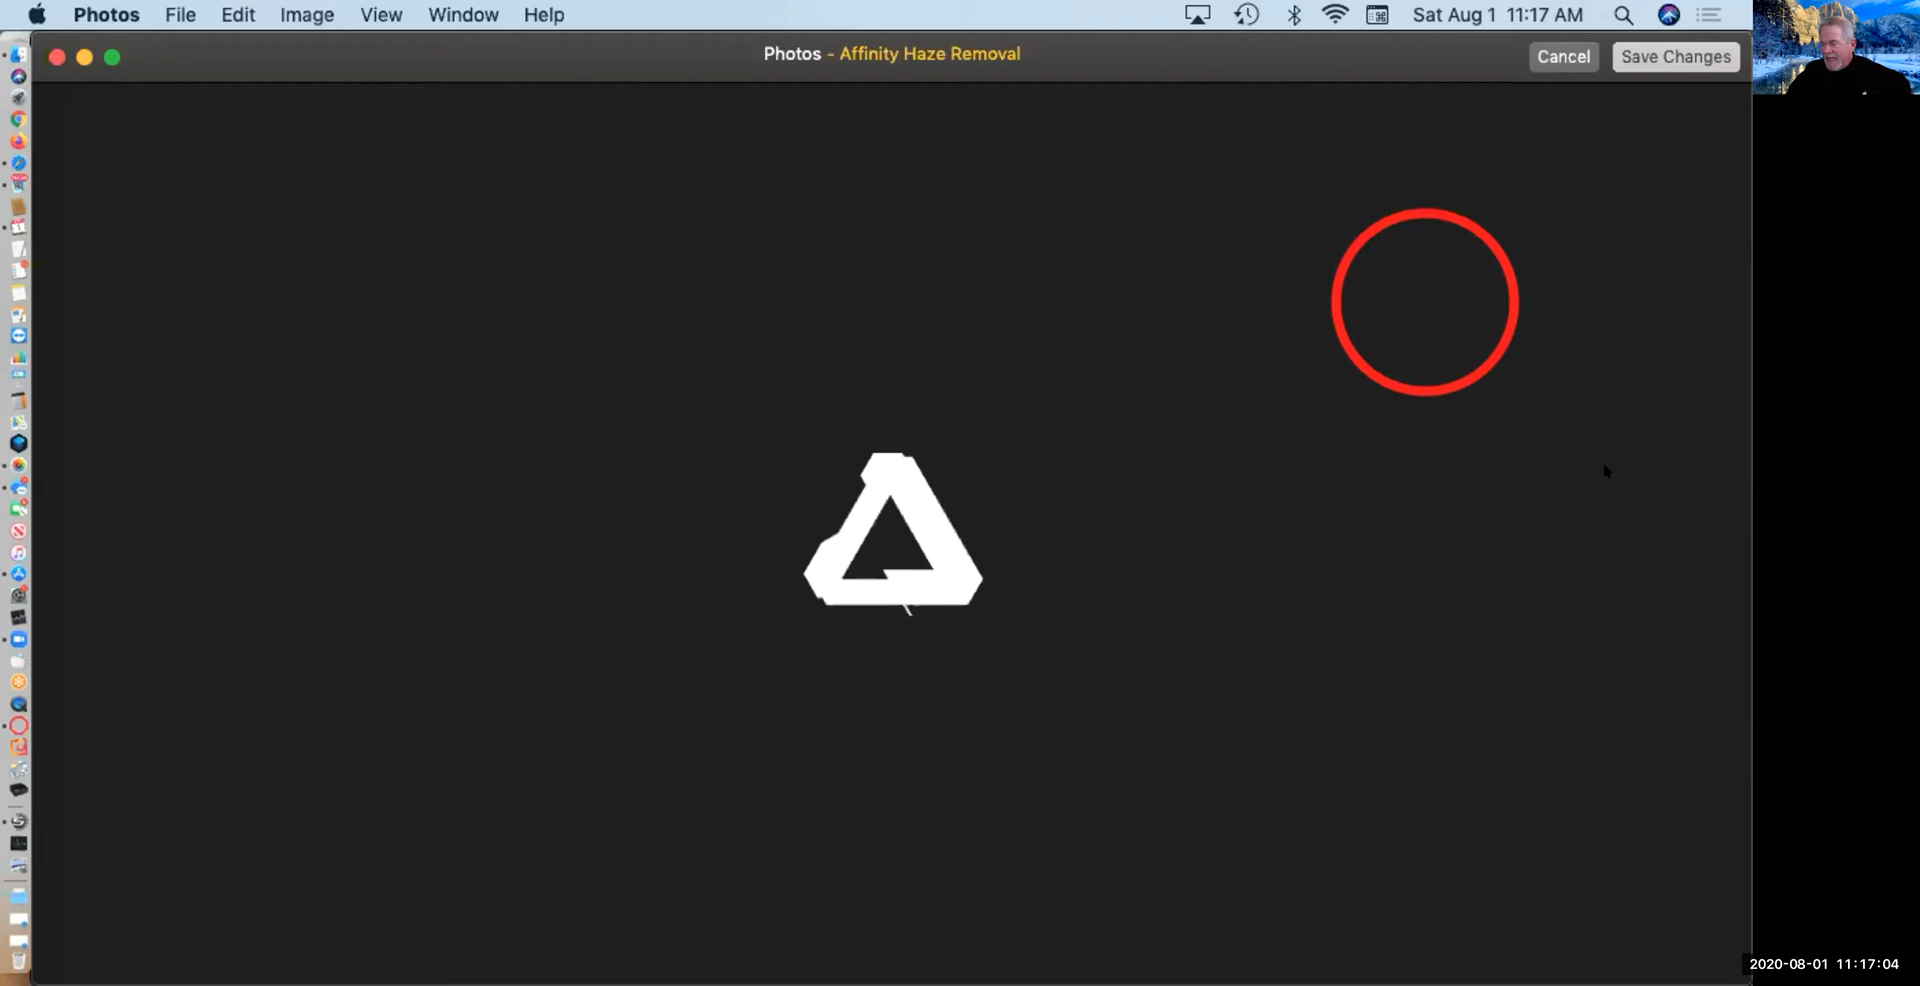 Photos File Edit Image View Window Help Sat Aug 1 11:17 AM
Photos - Affinity Haze Removal
Cancel Save Changes
2020-08-01 11:17:04